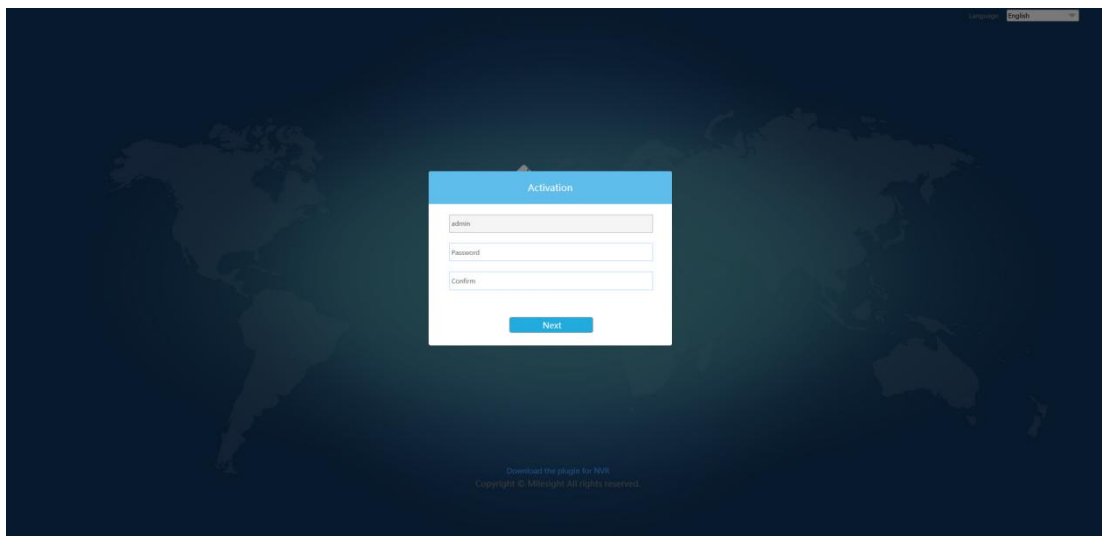 Language: English
Activation
admin
Password
Confirm
Next
Download the plugin for NVR
Copyright © Milesight All rights reserved.